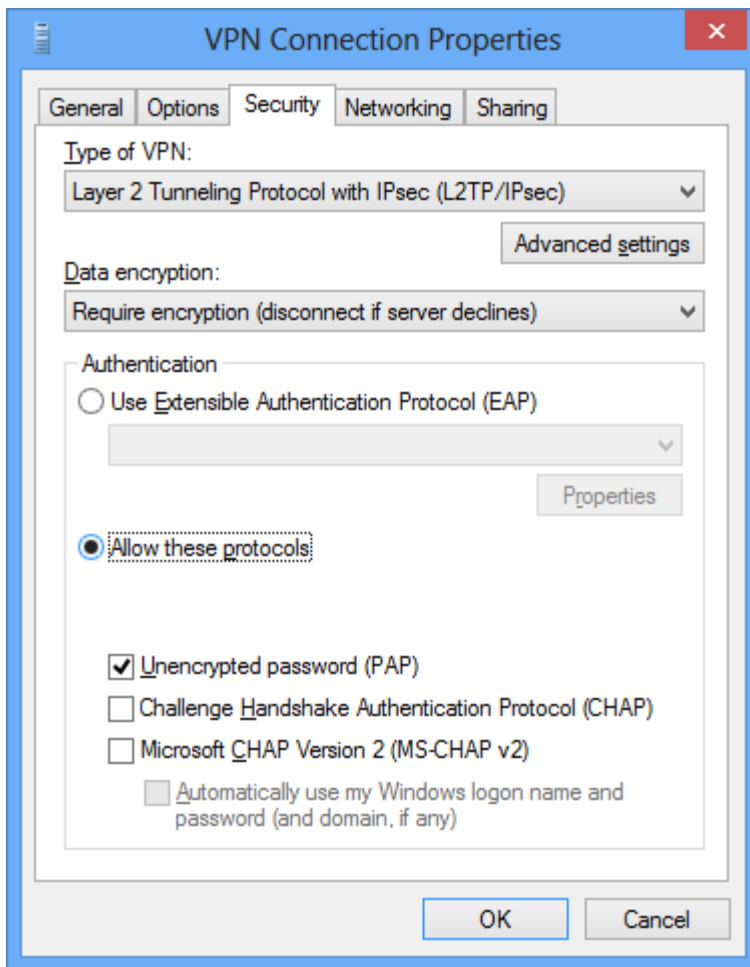 VPN Connection Properties
General Options Security Networking Sharing
Type of VPN:
Layer 2 Tunneling Protocol with IPsec (L2TP/IPsec)
Advanced settings
Data encryption:
Require encryption (disconnect if server declines)
Authentication
Use Extensible Authentication Protocol (EAP)
Properties
Allow these protocols
Unencrypted password (PAP)
Challenge Handshake Authentication Protocol (CHAP)
Microsoft CHAP Version 2 (MS-CHAP v2)
Automatically use my Windows logon name and
password (and domain, if any)
OK Cancel